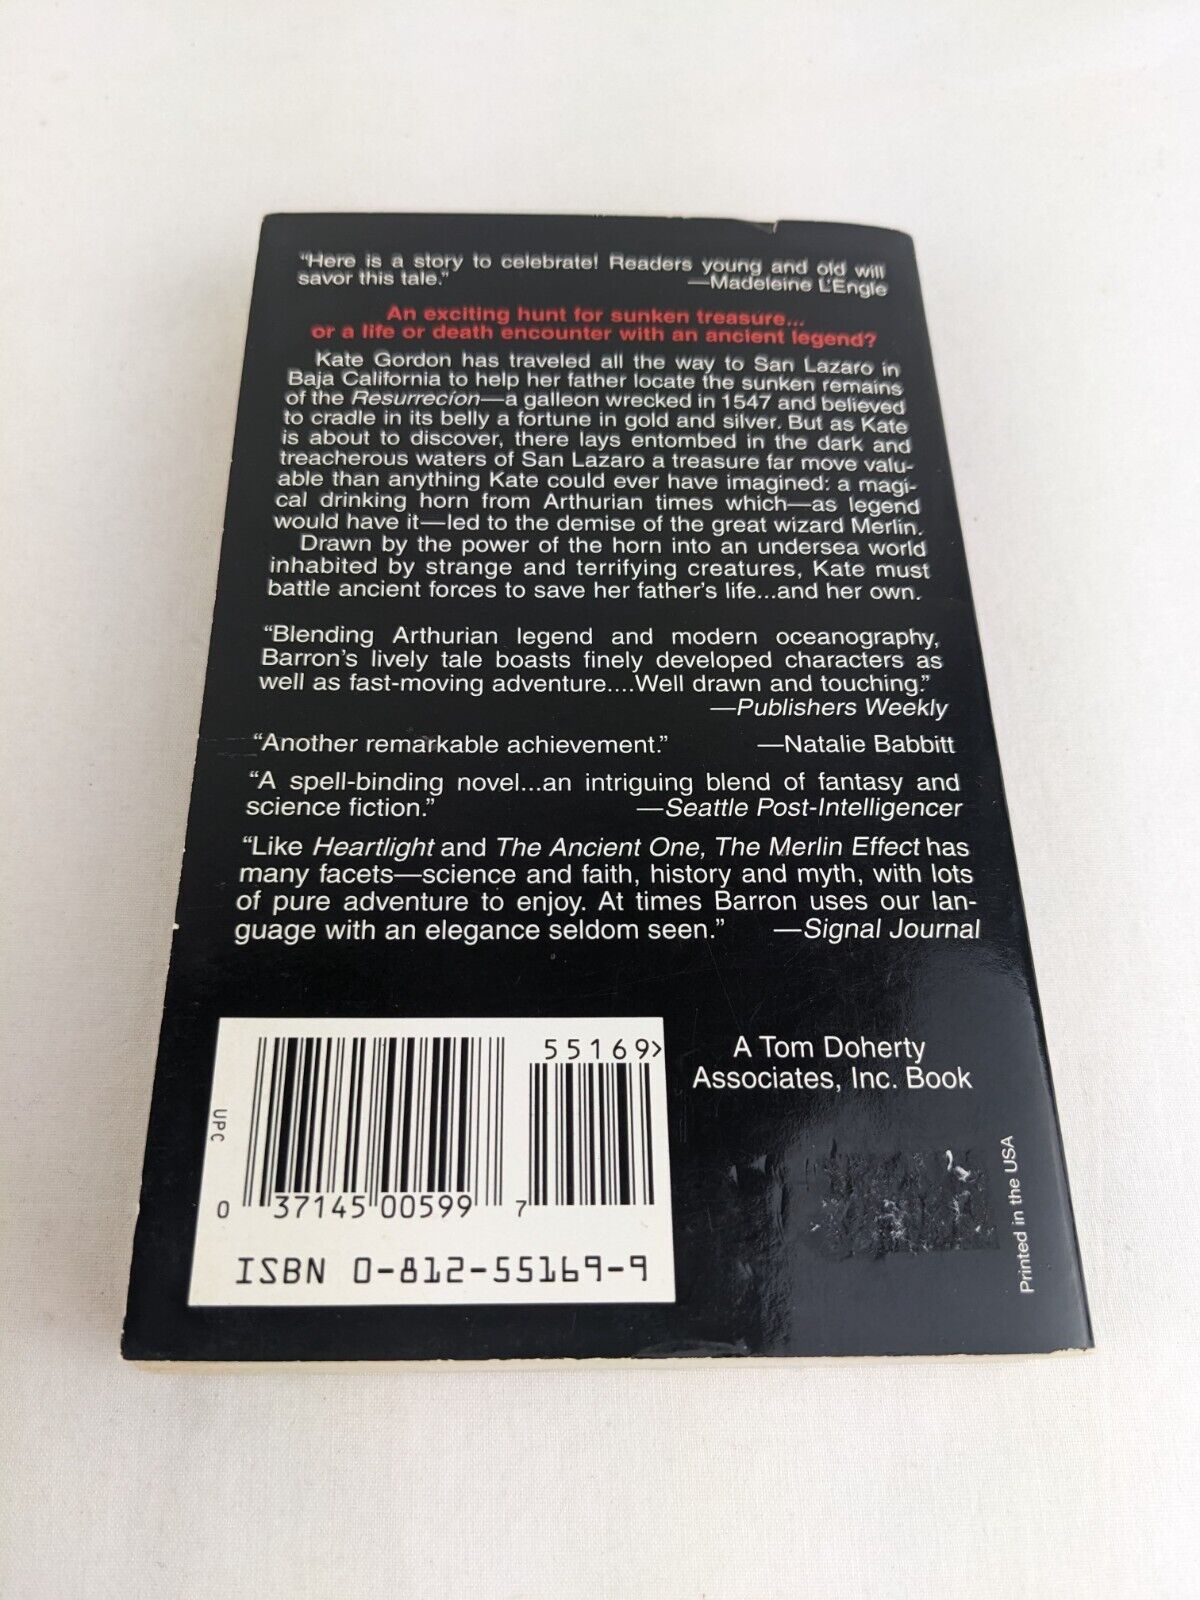 "Here is a story to celebrate! Readers young and old will
savor this tale." —Madeleine L'Engle
An exciting hunt for sunken treasure...
or a life or death encounter with an ancient legend?
Kate Gordon has traveled all the way to San Lazaro in
Baja California to help her father locate the sunken remains
of the Resurrecion—a galleon wrecked in 1547 and believed
to cradle in its belly a fortune in gold and silver. But as Kate
is about to discover, there lays entombed in the dark and
treacherous waters of San Lazaro a treasure far move valu-
able than anything Kate could ever have imagined: a magi-
cal drinking horn from Arthurian times which—as legend
would have it—led to the demise of the great wizard Merlin.
Drawn by the power of the horn into an undersea world
inhabited by strange and terrifying creatures, Kate must
battle ancient forces to save her father's life...and her own.
"Blending Arthurian legend and modern oceanography,
Barron's lively tale boasts finely developed characters as
well as fast-moving adventure....Well drawn and touching."
—Publishers Weekly
"Another remarkable achievement." —Natalie Babbitt
"A spell-binding novel...an intriguing blend of fantasy and
science fiction." —Seattle Post-Intelligencer
"Like Heartlight and The Ancient One, The Merlin Effect has
many facets—science and faith, history and myth, with lots
of pure adventure to enjoy. At times Barron uses our lan-
guage with an elegance seldom seen." —Signal Journal
55169>
UPC
0 37145 00599 7
ISBN 0-812-55169-9
A Tom Doherty
Associates, Inc. Book
Printed in the USA